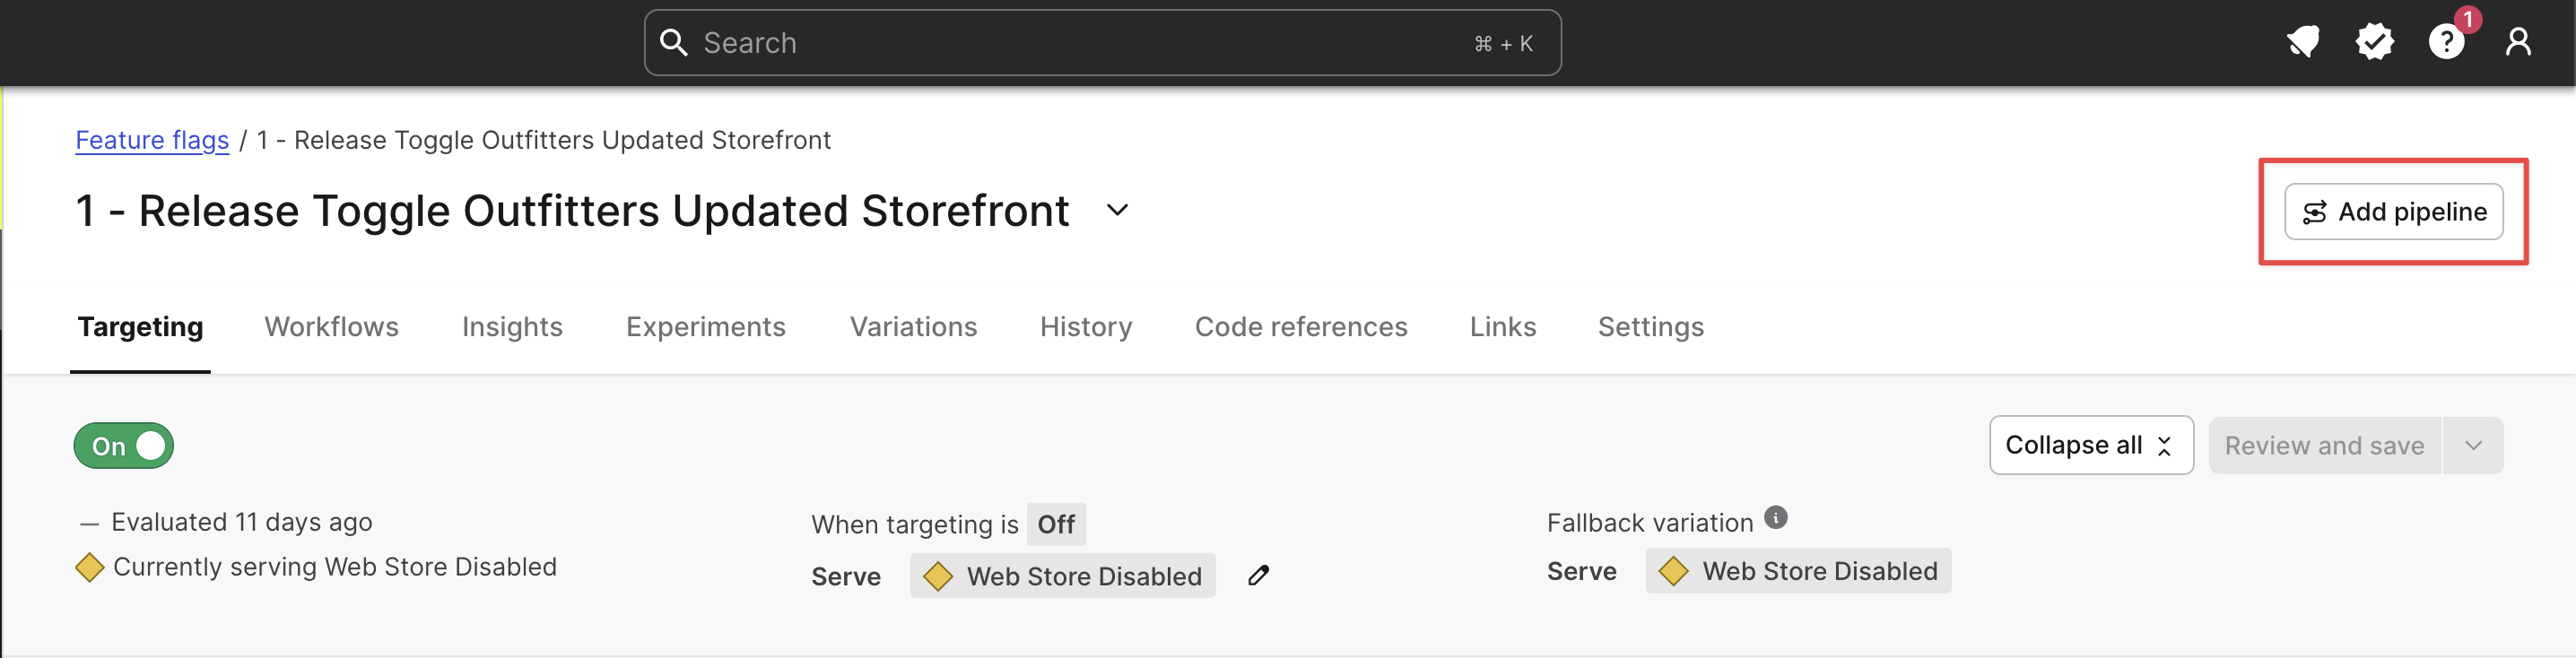 Search ⌘ + K
1
Feature flags / 1 - Release Toggle Outfitters Updated Storefront
1 - Release Toggle Outfitters Updated Storefront
Add pipeline
Targeting Workflows Insights Experiments Variations History Code references Links Settings
On
Collapse all
Review and save
Evaluated 11 days ago
Currently serving Web Store Disabled
When targeting is Off
Serve Web Store Disabled
Fallback variation
Serve Web Store Disabled